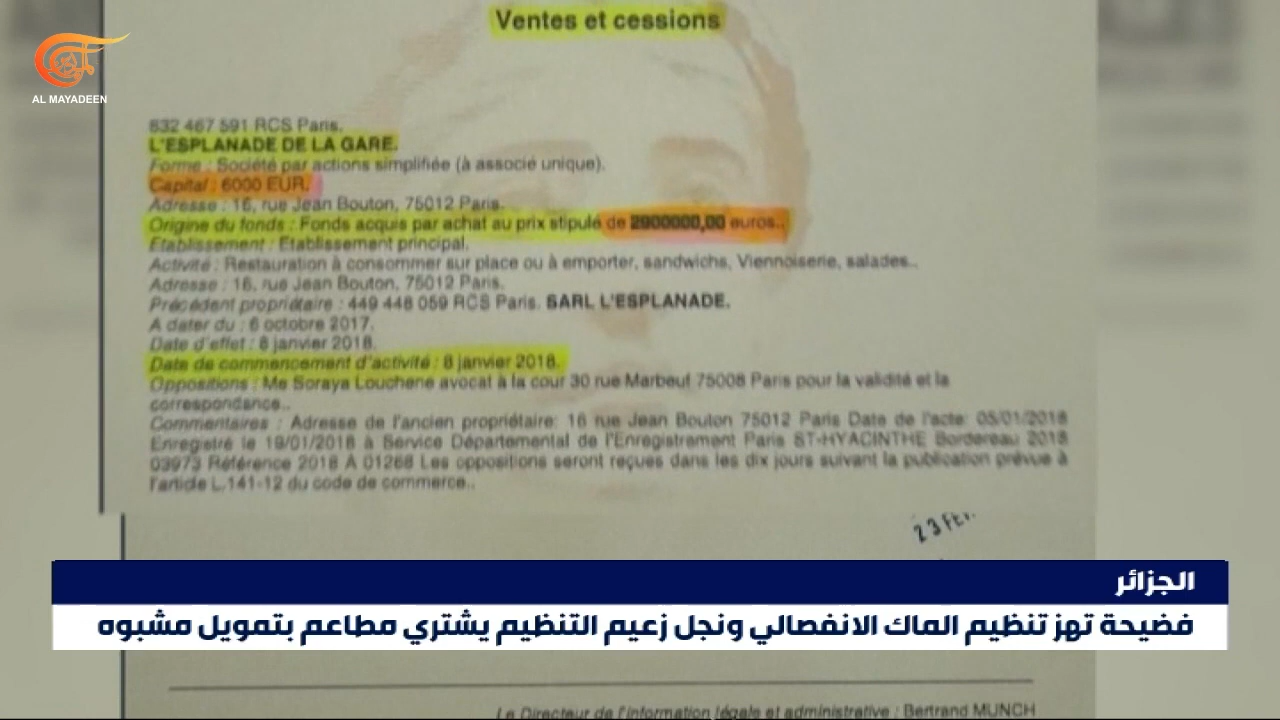 Ventes et cessions
AL MAYADEEN
832 467 591 RCS Paris.
L'ESPLANADE DE LA GARE.
Forme : Société par actions simplifiée (à associé unique).
Capital : 6000 EUR.
Adresse : 16, rue Jean Bouton, 75012 Paris.
Origine du fonds : Fonds acquis par achat au prix stipulé de 2900000,00 euros..
Etablissement : Etablissement principal.
Activité : Restauration à consommer sur place ou à emporter, sandwichs, Viennoiserie, salades..
Adresse : 16, rue Jean Bouton, 75012 Paris.
Précédent propriétaire : 449 448 059 RCS Paris. SARL L'ESPLANADE.
A dater du : 6 octobre 2017.
Date d'effet : 8 janvier 2018.
Date de commencement d'activité : 8 janvier 2018.
Oppositions : Me Soraya Louchene avocat à la cour 30 rue Marbeuf 75008 Paris pour la validité et la
correspondance..
Commentaires : Adresse de l'ancien propriétaire: 16 rue Jean Bouton 75012 Paris Date de l'acte: 05/01/2018
Enregistré le 19/01/2018 à Service Départemental de l'Enregistrement Paris ST-HYACINTHE Bordereau 2018
03973 Référence 2018 A 01268 Les oppositions seront reçues dans les dix jours suivant la publication prévue à
l'article L.141-12 du code de commerce..
23 FEV.
الجزائر
فضيحة تهز تنظيم الماك الانفصالي ونجل زعيم التنظيم يشتري مطاعم بتمويل مشبوه
Le Directeur de l'information légale et administrative : Bertrand MUNCH